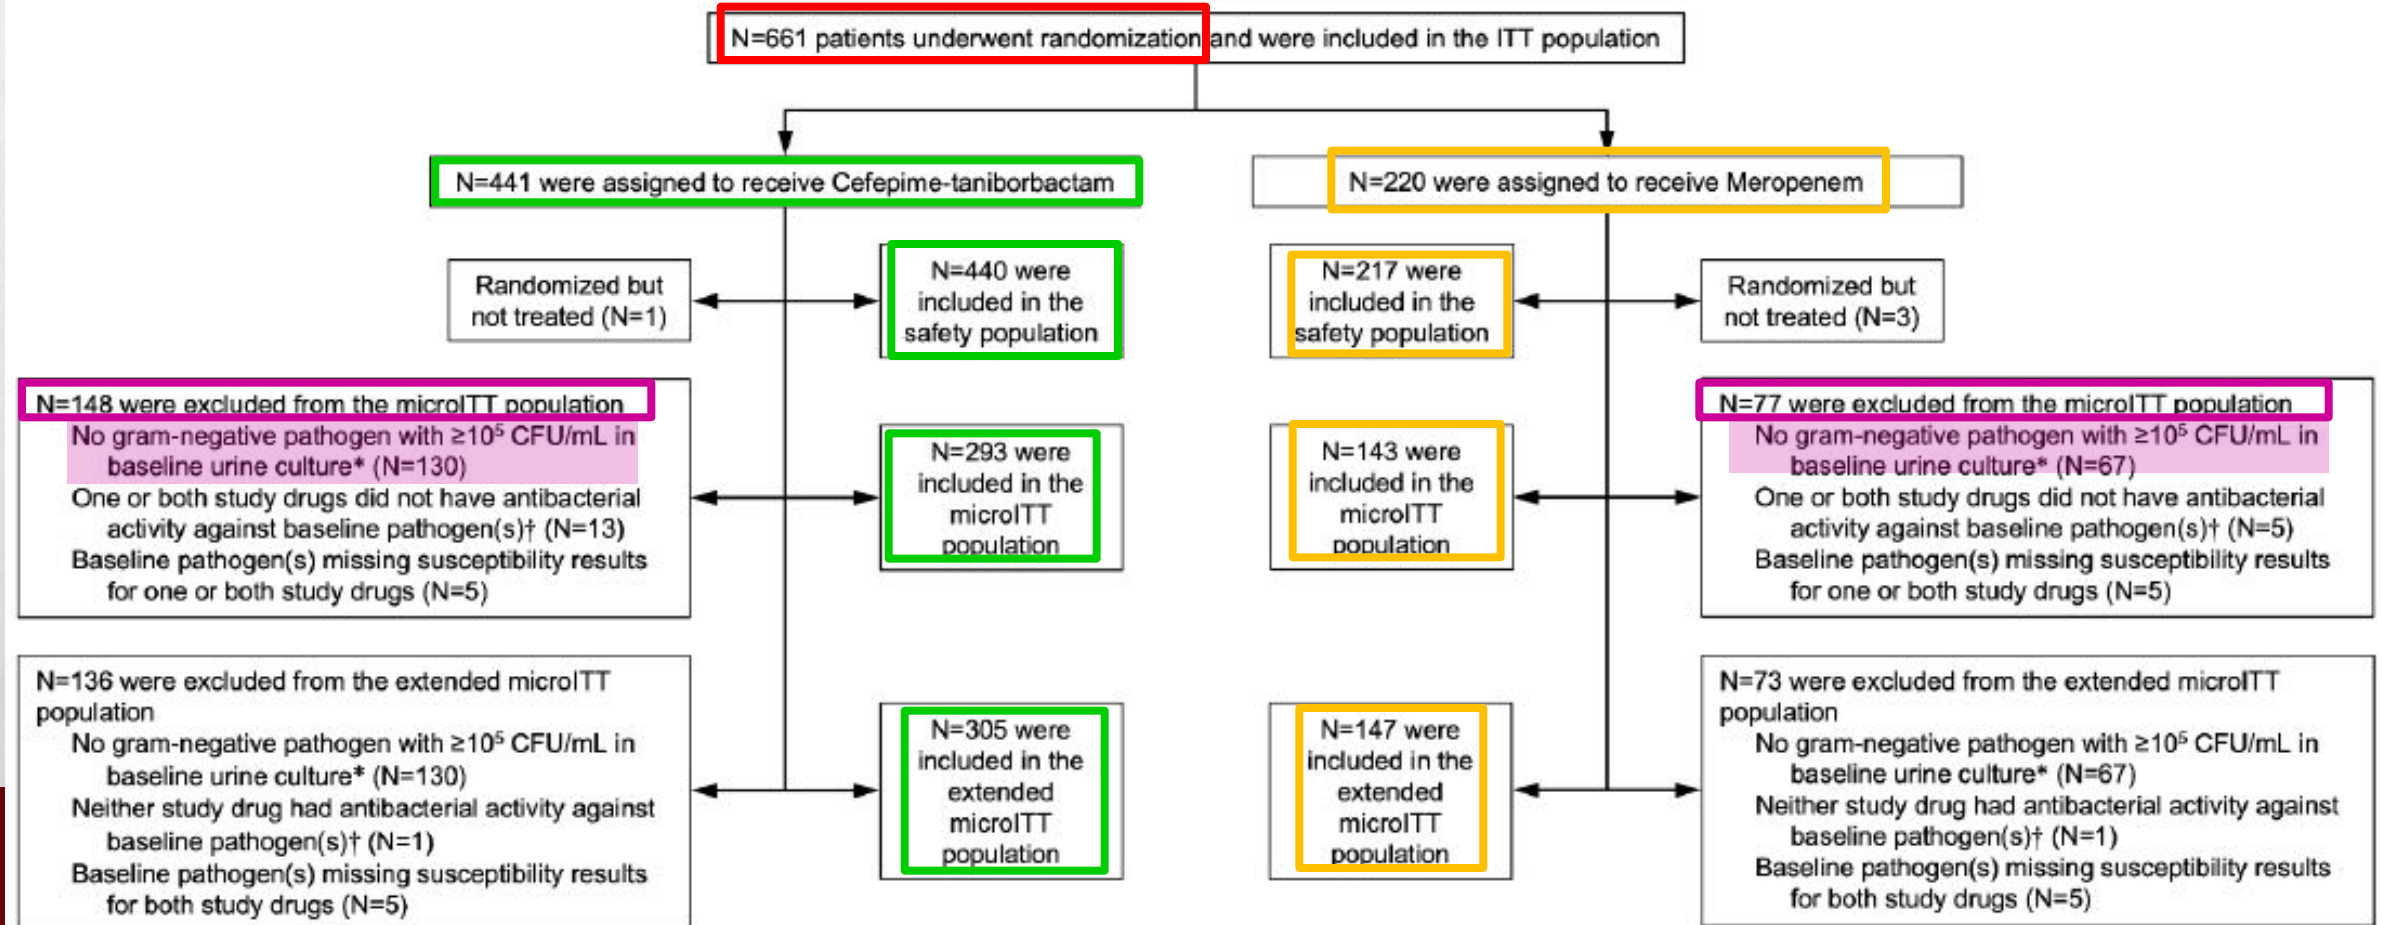 N=661 patients underwent randomization and were included in the ITT population
N=441 were assigned to receive Cefepime-taniborbactam
N=220 were assigned to receive Meropenem
Randomized but
not treated (N=1)
N=440 were
included in the
safety population
N=217 were
included in the
safety population
Randomized but
not treated (N=3)
N=148 were excluded from the microITT population
No gram-negative pathogen with ≥10⁵ CFU/mL in
baseline urine culture* (N=130)
One or both study drugs did not have antibacterial
activity against baseline pathogen(s)† (N=13)
Baseline pathogen(s) missing susceptibility results
for one or both study drugs (N=5)
N=293 were
included in the
microITT
population
N=143 were
included in the
microITT
population
N=77 were excluded from the microITT population
No gram-negative pathogen with ≥10⁵ CFU/mL in
baseline urine culture* (N=67)
One or both study drugs did not have antibacterial
activity against baseline pathogen(s)† (N=5)
Baseline pathogen(s) missing susceptibility results
for one or both study drugs (N=5)
N=136 were excluded from the extended microITT
population
No gram-negative pathogen with ≥10⁵ CFU/mL in
baseline urine culture* (N=130)
Neither study drug had antibacterial activity against
baseline pathogen(s)† (N=1)
Baseline pathogen(s) missing susceptibility results
for both study drugs (N=5)
N=305 were
included in the
extended
microITT
population
N=147 were
included in the
extended
microITT
population
N=73 were excluded from the extended microITT
population
No gram-negative pathogen with ≥10⁵ CFU/mL in
baseline urine culture* (N=67)
Neither study drug had antibacterial activity against
baseline pathogen(s)† (N=1)
Baseline pathogen(s) missing susceptibility results
for both study drugs (N=5)